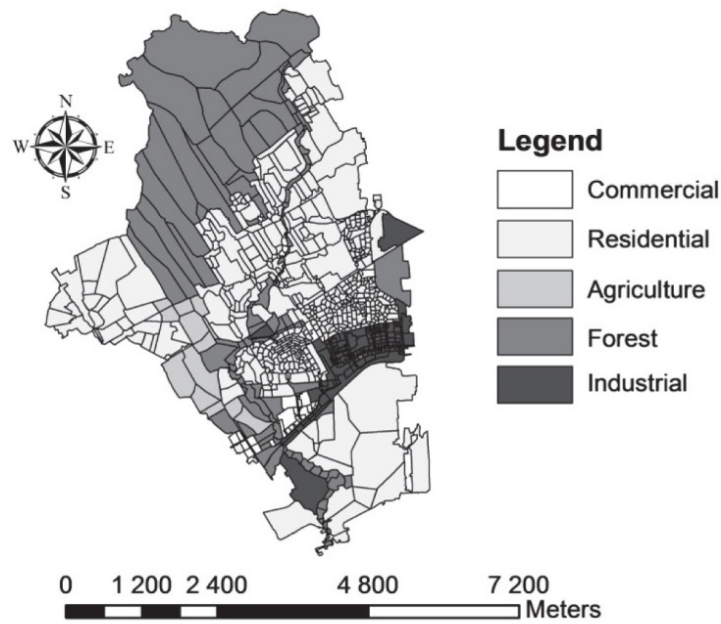 N
W E
S
Legend
Commercial
Residential
Agriculture
Forest
Industrial
0 1 200 2 400 4 800 7 200
Meters